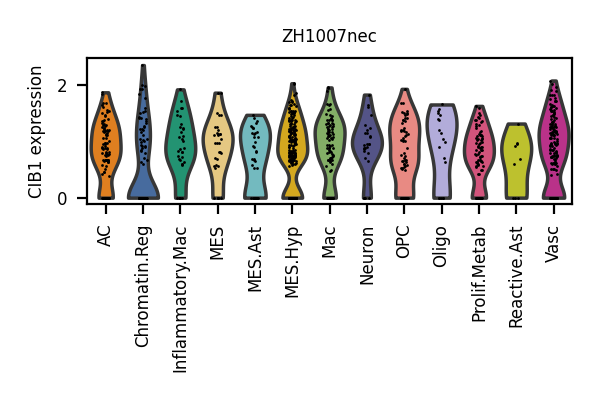 ZH1007nec
CIB1 expression
2
0
AC
Chromatin.Reg
Inflammatory.Mac
MES
MES.Ast
MES.Hyp
Mac
Neuron
OPC
Oligo
Prolif.Metab
Reactive.Ast
Vasc